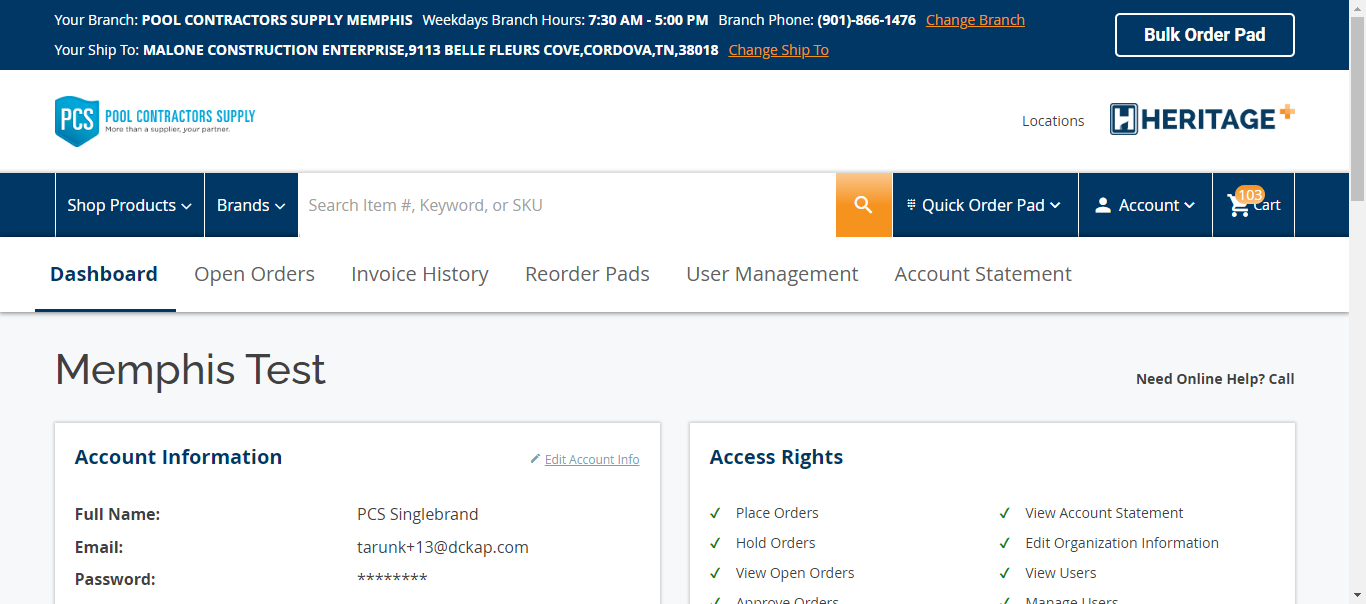 Your Branch: POOL CONTRACTORS SUPPLY MEMPHIS Weekdays Branch Hours: 7:30 AM - 5:00 PM Branch Phone: (901)-866-1476 Change Branch
Your Ship To: MALONE CONSTRUCTION ENTERPRISE,9113 BELLE FLEURS COVE,CORDOVA,TN,38018 Change Ship To
Bulk Order Pad
PCS POOL CONTRACTORS SUPPLY
More than a supplier, your partner.
Locations
HERITAGE+
Shop Products
Brands
Search Item #, Keyword, or SKU
Quick Order Pad
Account
103
Cart
Dashboard
Open Orders
Invoice History
Reorder Pads
User Management
Account Statement
Memphis Test
Need Online Help? Call
Account Information
Edit Account Info
Full Name: PCS Singlebrand
Email: tarunk+13@dckap.com
Password: ********
Access Rights
Place Orders
View Account Statement
Hold Orders
Edit Organization Information
View Open Orders
View Users
Approve Orders
Manage Users